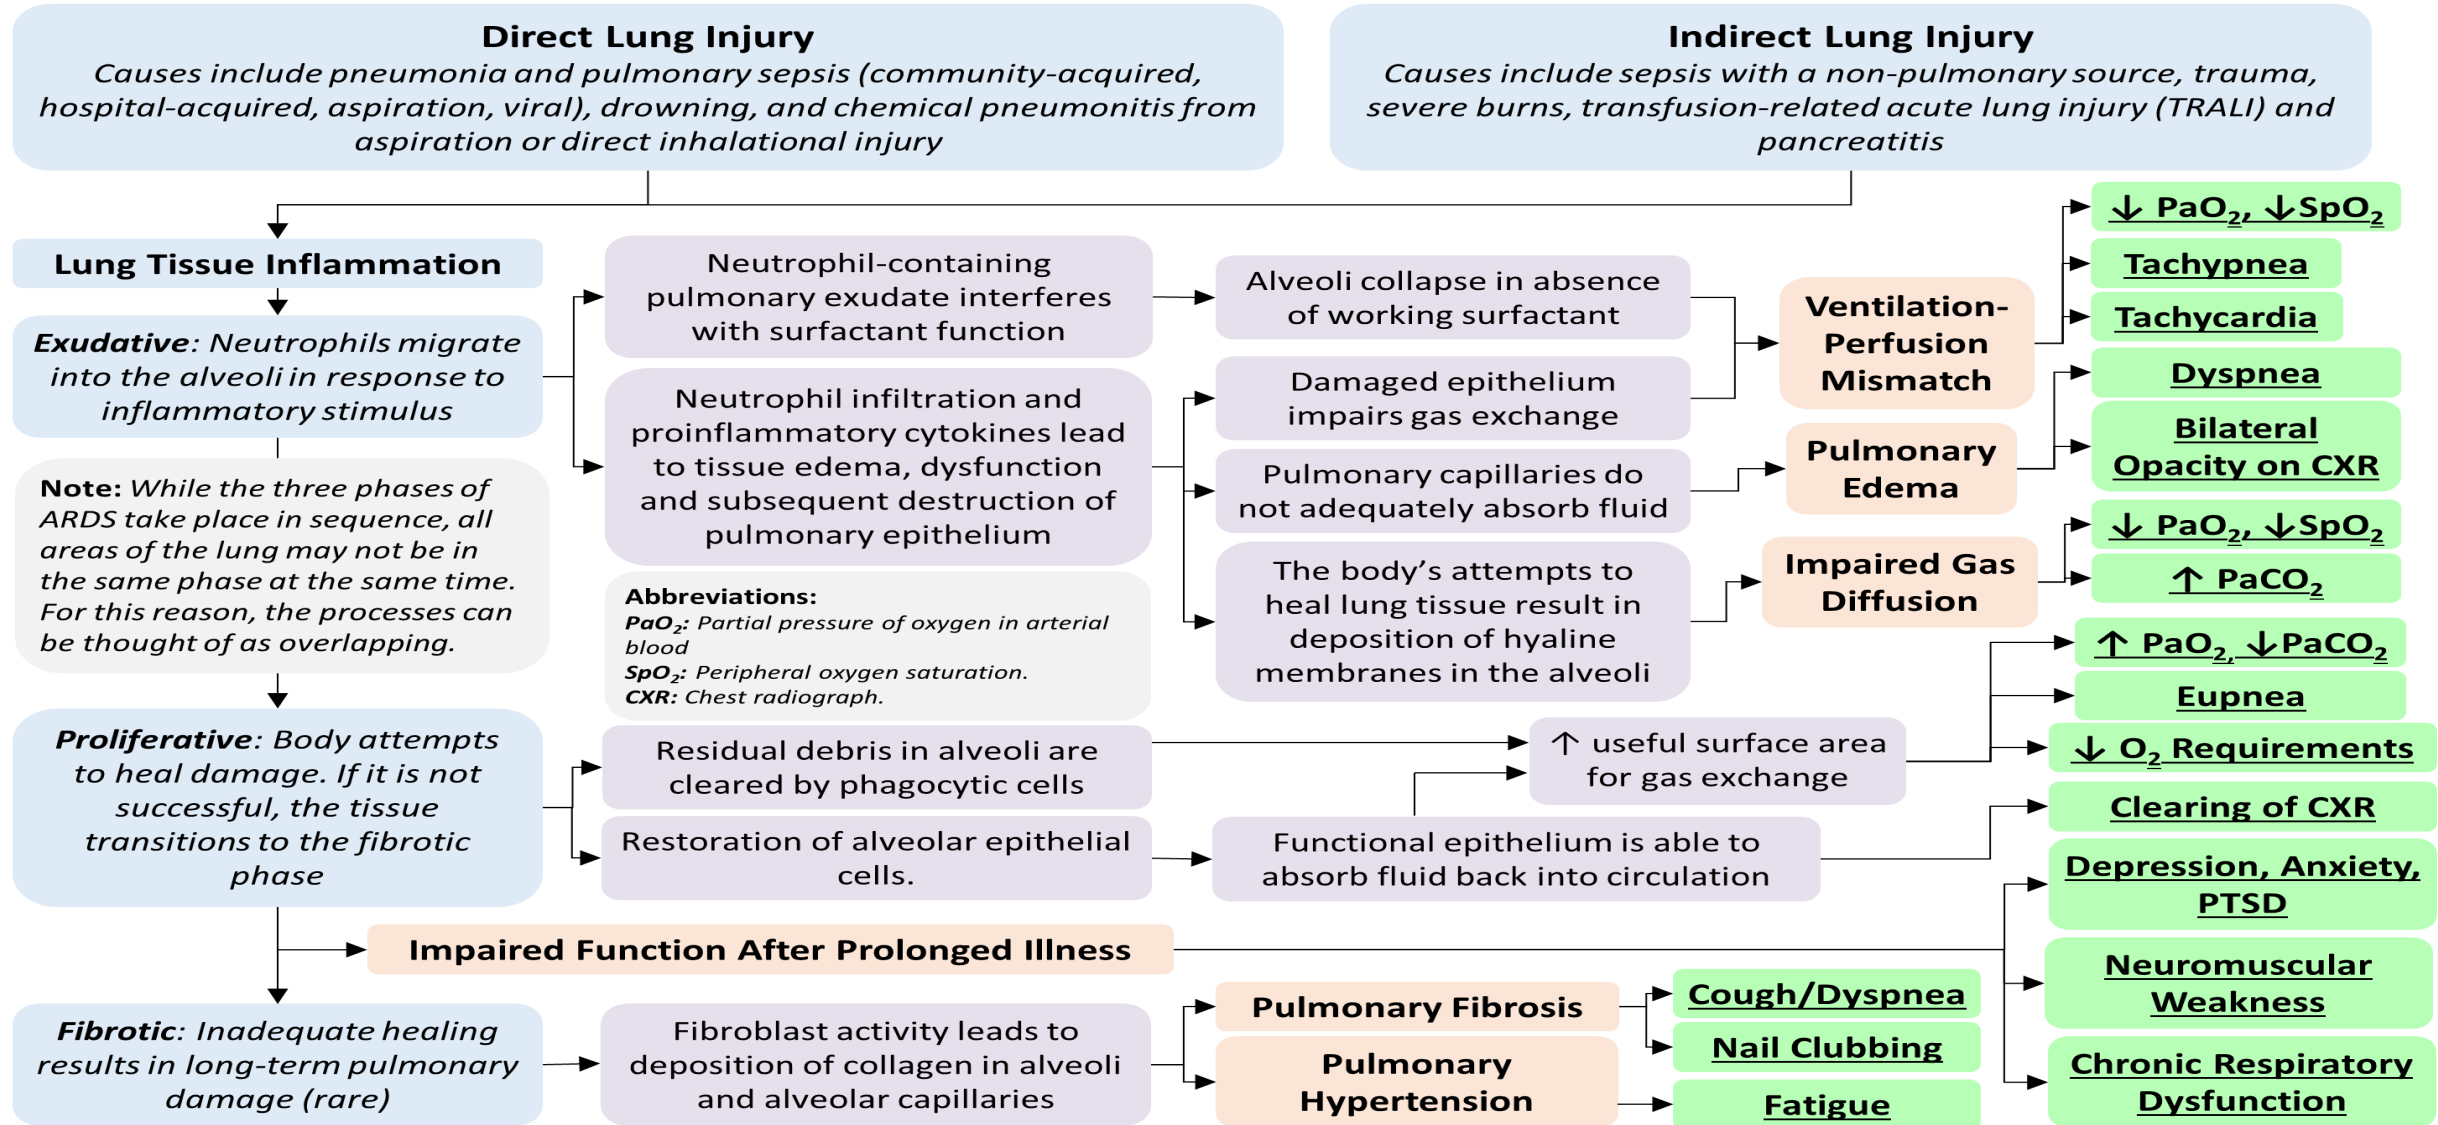 Direct Lung Injury
Causes include pneumonia and pulmonary sepsis (community-acquired,
hospital-acquired, aspiration, viral), drowning, and chemical pneumonitis from
aspiration or direct inhalational injury
Indirect Lung Injury
Causes include sepsis with a non-pulmonary source, trauma,
severe burns, transfusion-related acute lung injury (TRALI) and
pancreatitis
Lung Tissue Inflammation
Exudative: Neutrophils migrate
into the alveoli in response to
inflammatory stimulus
Note: While the three phases of
ARDS take place in sequence, all
areas of the lung may not be in
the same phase at the same time.
For this reason, the processes can
be thought of as overlapping.
Neutrophil-containing
pulmonary exudate interferes
with surfactant function
Neutrophil infiltration and
proinflammatory cytokines lead
to tissue edema, dysfunction
and subsequent destruction of
pulmonary epithelium
Abbreviations:
PaO₂: Partial pressure of oxygen in arterial
blood
SpO₂: Peripheral oxygen saturation.
CXR: Chest radiograph.
Alveoli collapse in absence
of working surfactant
Damaged epithelium
impairs gas exchange
Pulmonary capillaries do
not adequately absorb fluid
The body’s attempts to
heal lung tissue result in
deposition of hyaline
membranes in the alveoli
Ventilation-
Perfusion
Mismatch
Pulmonary
Edema
Impaired Gas
Diffusion
↓ PaO₂, ↓SpO₂
Tachypnea
Tachycardia
Dyspnea
Bilateral
Opacity on CXR
↓ PaO₂, ↓SpO₂
↑ PaCO₂
Proliferative: Body attempts
to heal damage. If it is not
successful, the tissue
transitions to the fibrotic
phase
Residual debris in alveoli are
cleared by phagocytic cells
Restoration of alveolar epithelial
cells.
↑ useful surface area
for gas exchange
Functional epithelium is able to
absorb fluid back into circulation
↑ PaO₂, ↓PaCO₂
Eupnea
↓ O₂ Requirements
Clearing of CXR
Impaired Function After Prolonged Illness
Depression, Anxiety,
PTSD
Neuromuscular
Weakness
Chronic Respiratory
Dysfunction
Fibrotic: Inadequate healing
results in long-term pulmonary
damage (rare)
Fibroblast activity leads to
deposition of collagen in alveoli
and alveolar capillaries
Pulmonary Fibrosis
Pulmonary
Hypertension
Cough/Dyspnea
Nail Clubbing
Fatigue